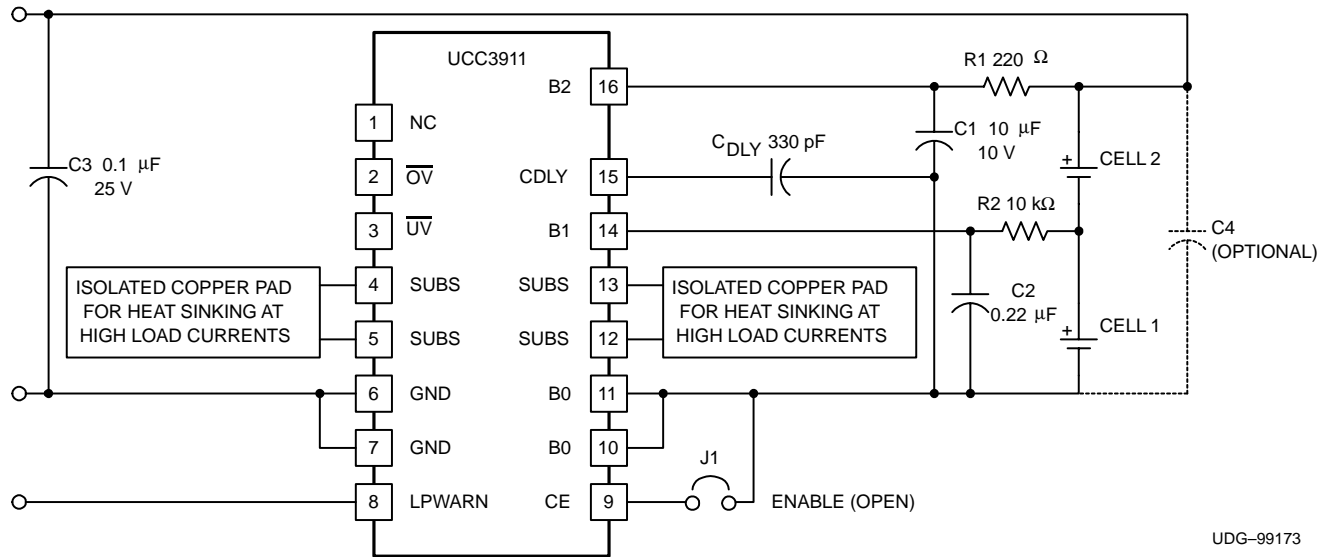 UCC3911
R1 220 Ω
B2
16
1
NC
C1 10 µF
10 V
CDLY 330 pF
C3 0.1 µF
25 V
2
OV
CDLY
15
CELL 2
+
R2 10 kΩ
3
UV
B1
14
C4
(OPTIONAL)
ISOLATED COPPER PAD
FOR HEAT SINKING AT
HIGH LOAD CURRENTS
4
SUBS
SUBS
13
ISOLATED COPPER PAD
FOR HEAT SINKING AT
HIGH LOAD CURRENTS
C2
0.22 µF
5
SUBS
SUBS
12
+
CELL 1
6
GND
B0
11
7
GND
B0
10
J1
8
LPWARN
CE
9
ENABLE (OPEN)
UDG–99173